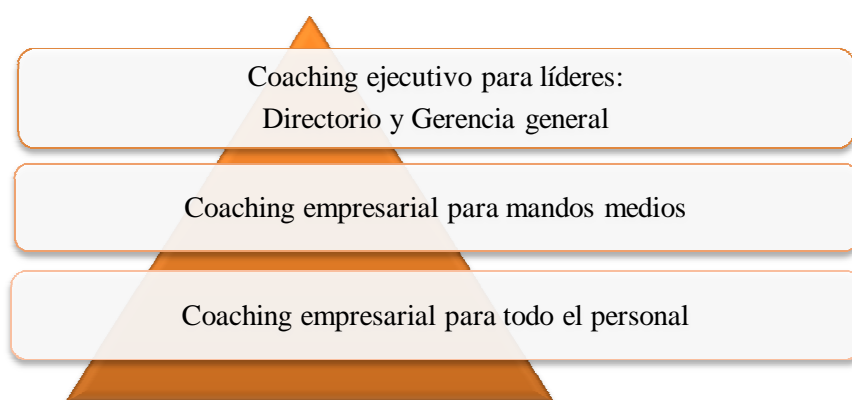 Coaching ejecutivo para líderes:
Directorio y Gerencia general
Coaching empresarial para mandos medios
Coaching empresarial para todo el personal